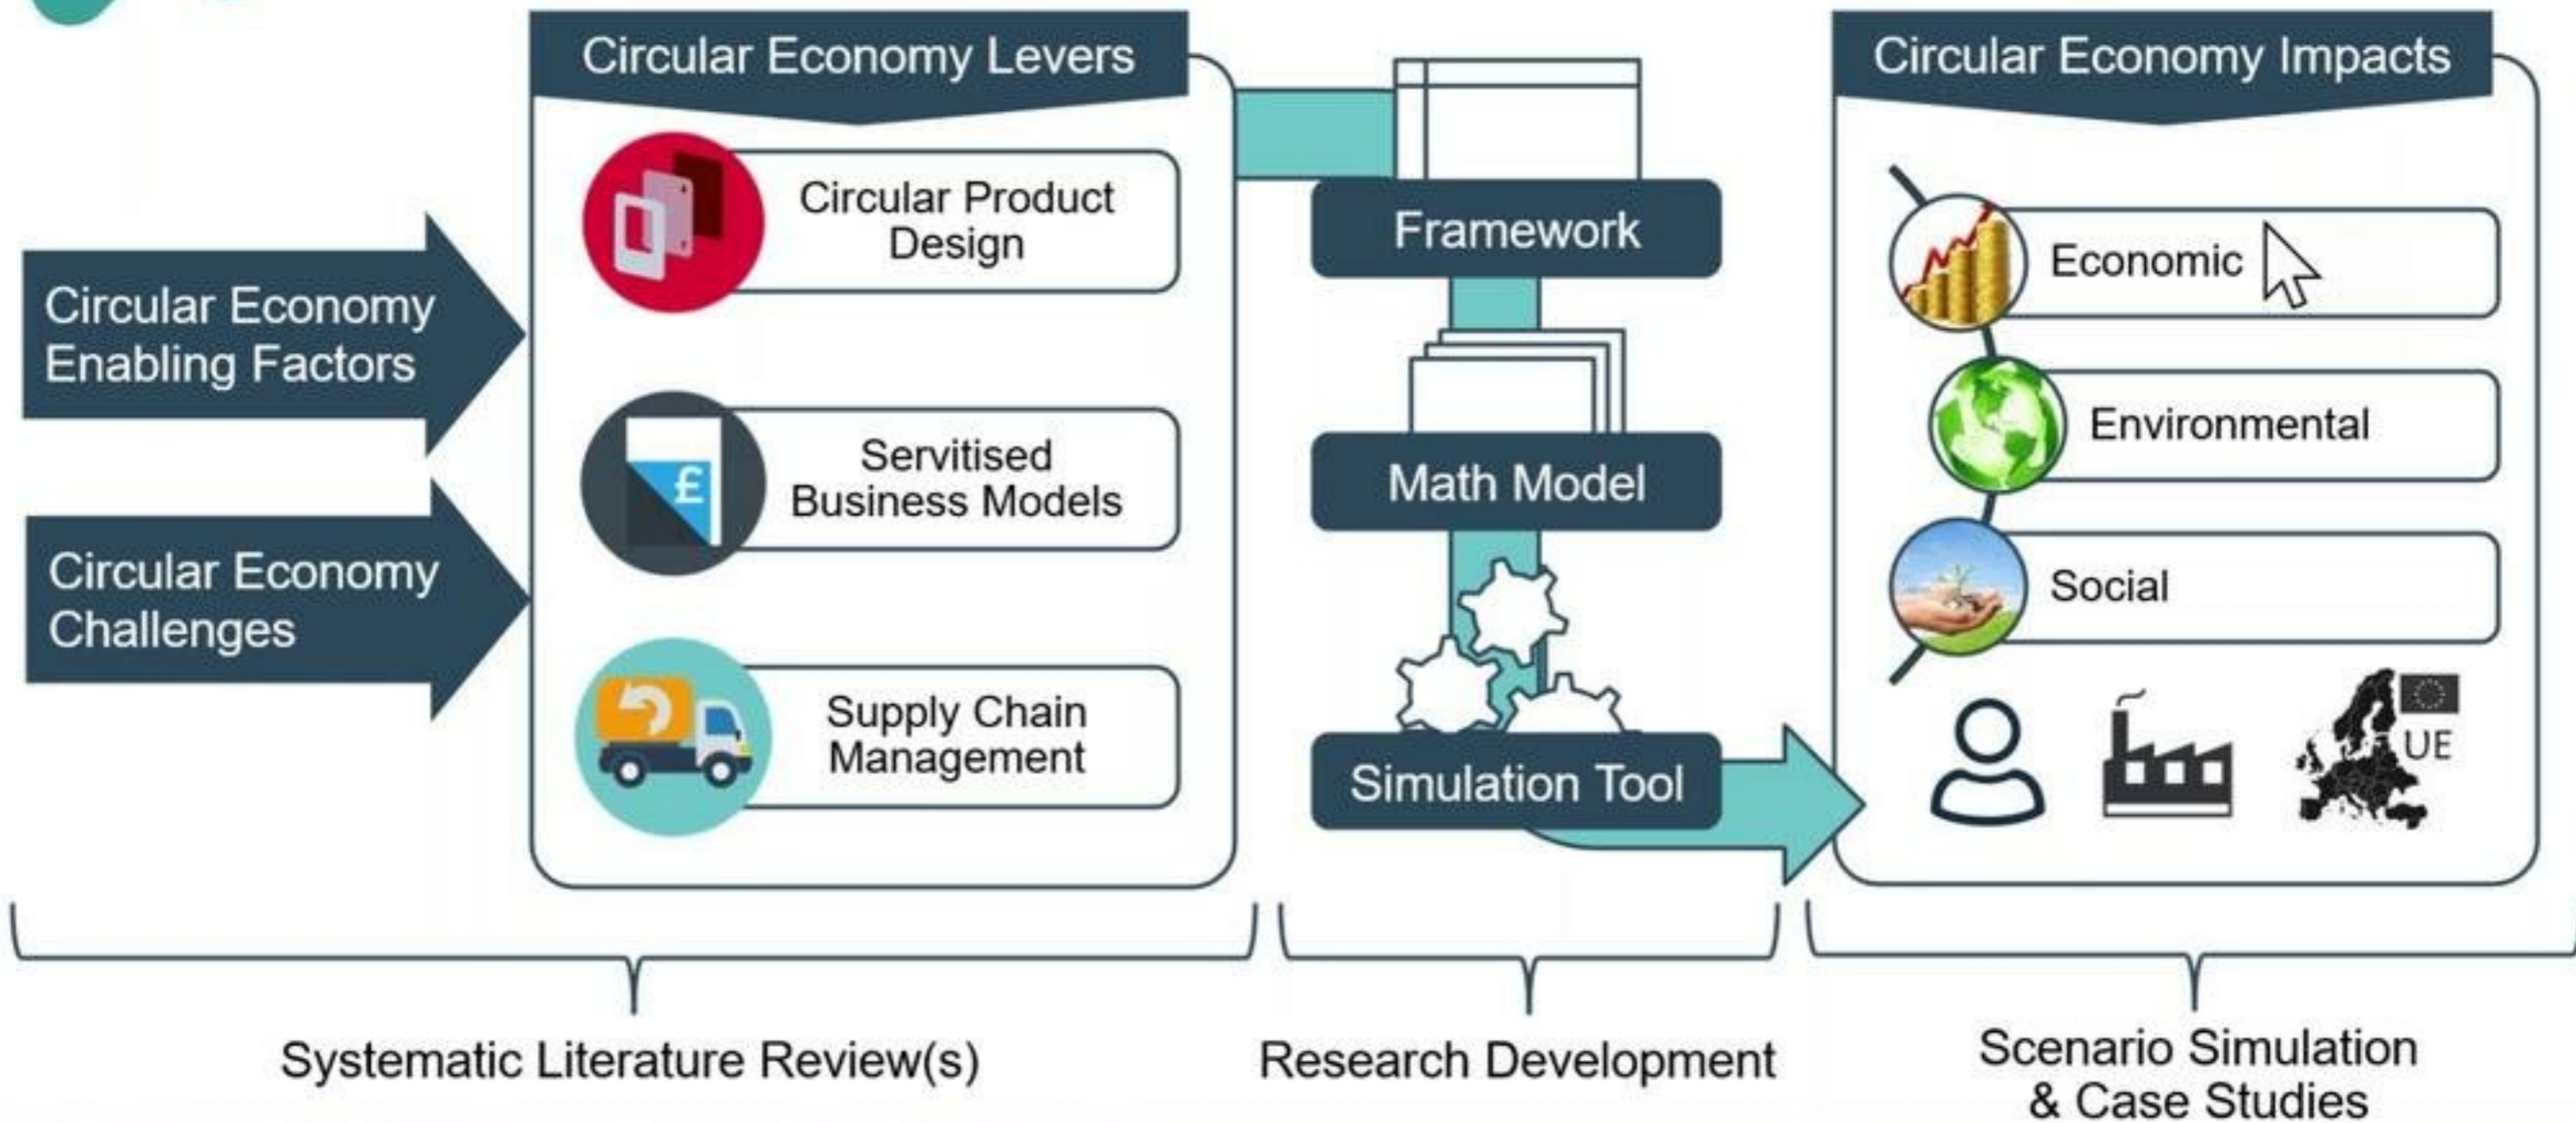 Circular Economy Levers
Circular Economy Impacts
Circular Economy
Enabling Factors
Circular Economy
Challenges
Circular Product
Design
£
Servitised
Business Models
Supply Chain
Management
Framework
Math Model
Simulation Tool
Economic
Environmental
Social
UE
Systematic Literature Review(s)
Research Development
Scenario Simulation
& Case Studies